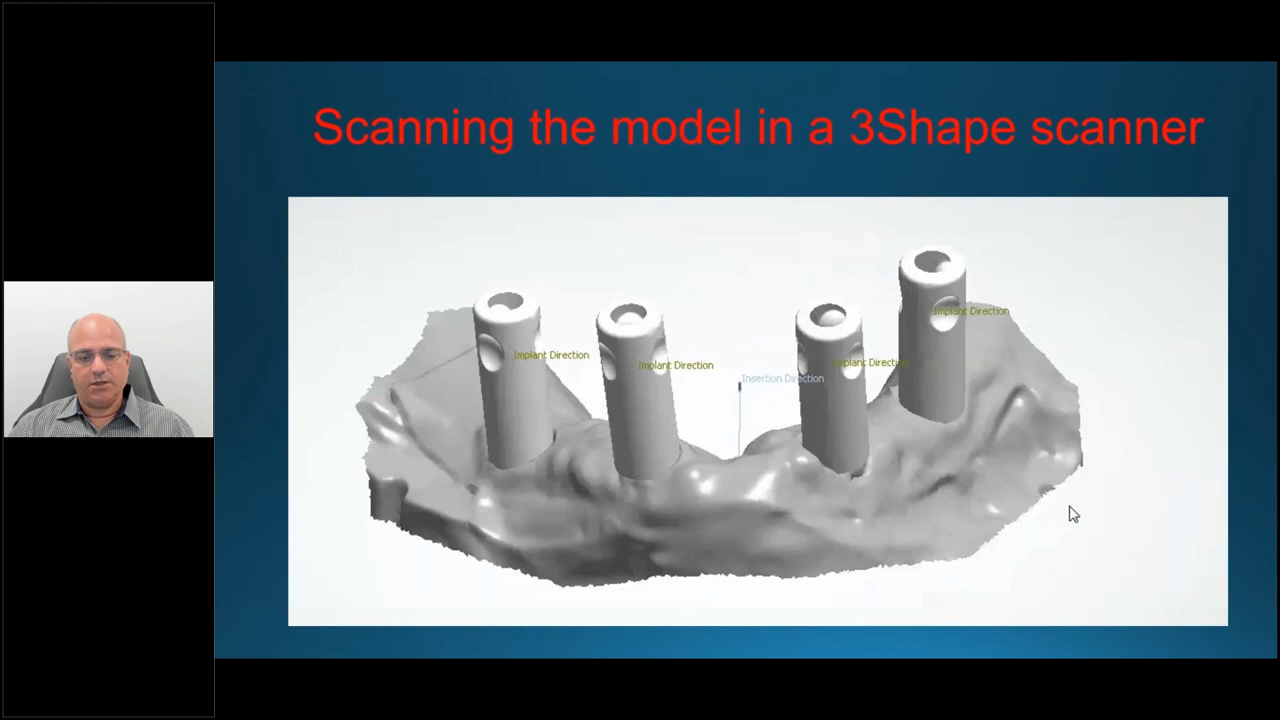 Scanning the model in a 3Shape scanner
Implant Direction
Implant Direction
Implant Direction
Implant Direction
Insertion Direction